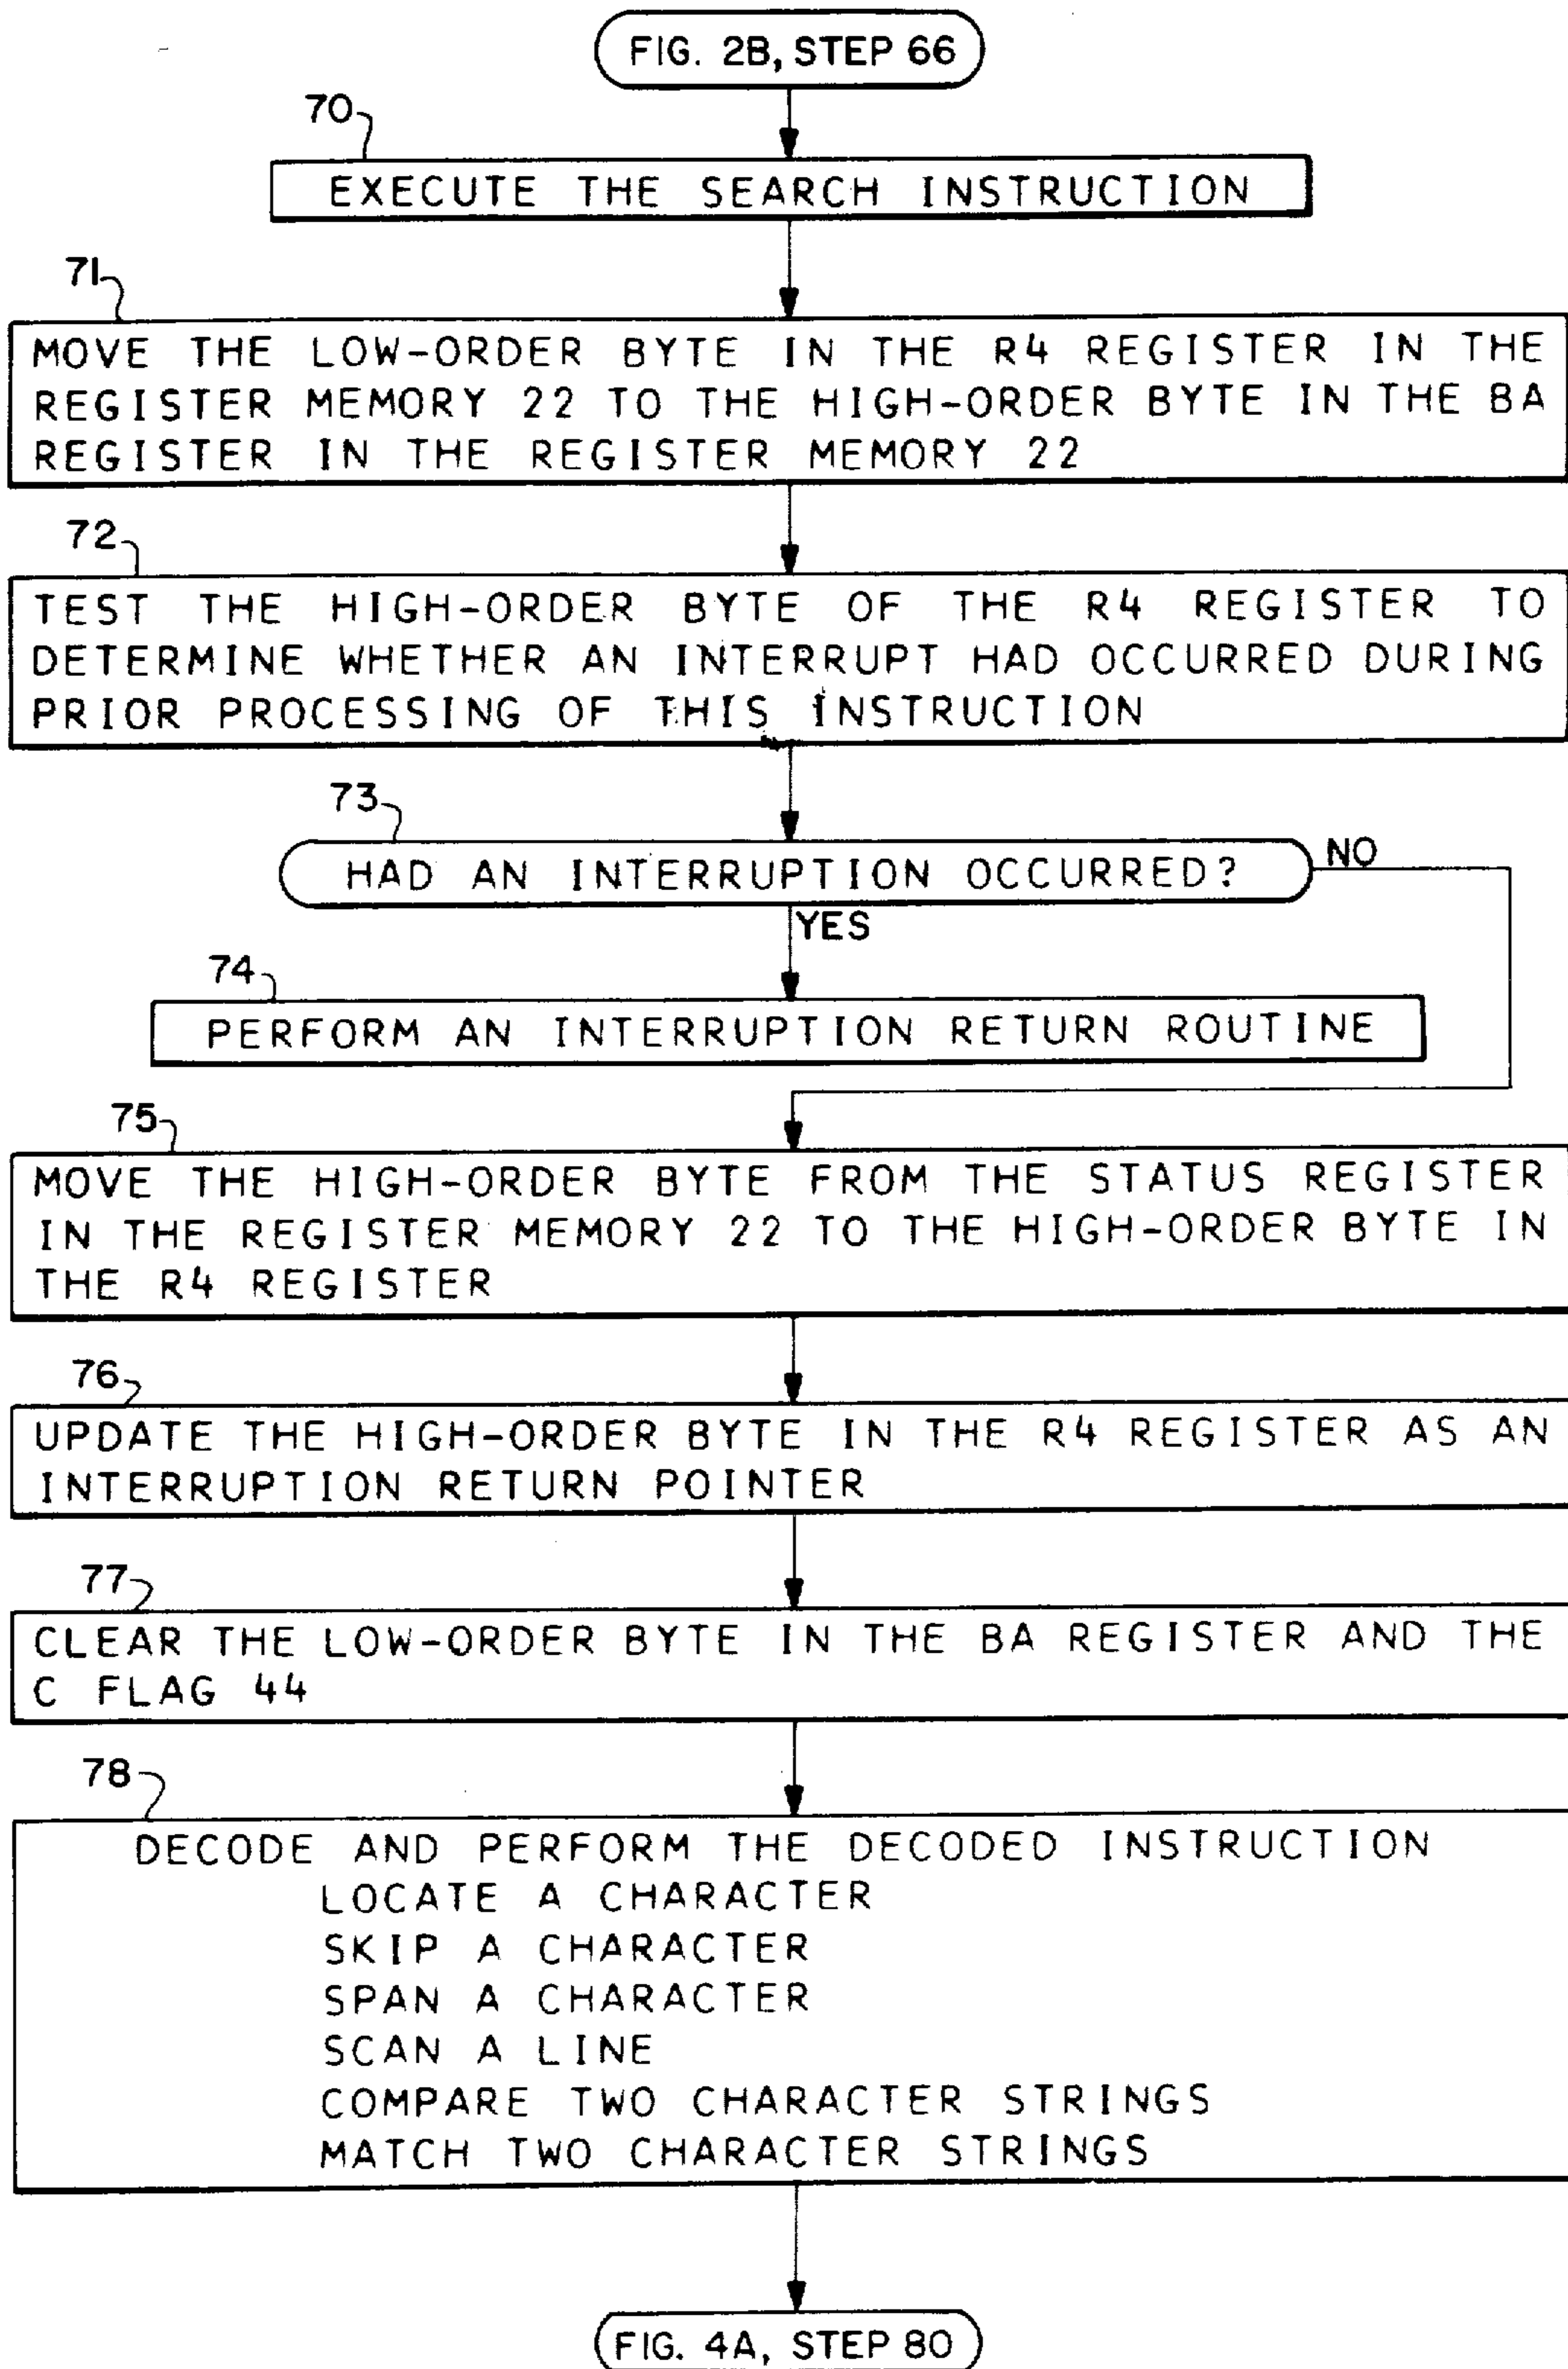 FIG. 2B, STEP 66
70
EXECUTE THE SEARCH INSTRUCTION
71
MOVE THE LOW-ORDER BYTE IN THE R4 REGISTER IN THE
REGISTER MEMORY 22 TO THE HIGH-ORDER BYTE IN THE BA
REGISTER IN THE REGISTER MEMORY 22
72
TEST THE HIGH-ORDER BYTE OF THE R4 REGISTER TO
DETERMINE WHETHER AN INTERRUPT HAD OCCURRED DURING
PRIOR PROCESSING OF THIS INSTRUCTION
73
HAD AN INTERRUPTION OCCURRED?
NO
YES
74
PERFORM AN INTERRUPTION RETURN ROUTINE
75
MOVE THE HIGH-ORDER BYTE FROM THE STATUS REGISTER
IN THE REGISTER MEMORY 22 TO THE HIGH-ORDER BYTE IN
THE R4 REGISTER
76
UPDATE THE HIGH-ORDER BYTE IN THE R4 REGISTER AS AN
INTERRUPTION RETURN POINTER
77
CLEAR THE LOW-ORDER BYTE IN THE BA REGISTER AND THE
C FLAG 44
78
DECODE AND PERFORM THE DECODED INSTRUCTION
LOCATE A CHARACTER
SKIP A CHARACTER
SPAN A CHARACTER
SCAN A LINE
COMPARE TWO CHARACTER STRINGS
MATCH TWO CHARACTER STRINGS
FIG. 4A, STEP 80